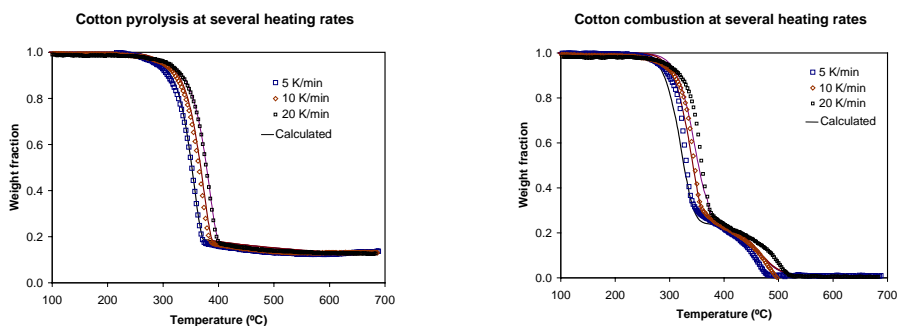 Cotton pyrolysis at several heating rates
1.0
0.8
0.6
0.4
0.2
0.0
Weight fraction
5 K/min
10 K/min
20 K/min
Calculated
100 200 300 400 500 600 700
Temperature (ºC)
Cotton combustion at several heating rates
1.0
0.8
0.6
0.4
0.2
0.0
Weight fraction
5 K/min
10 K/min
20 K/min
Calculated
100 200 300 400 500 600 700
Temperature (ºC)